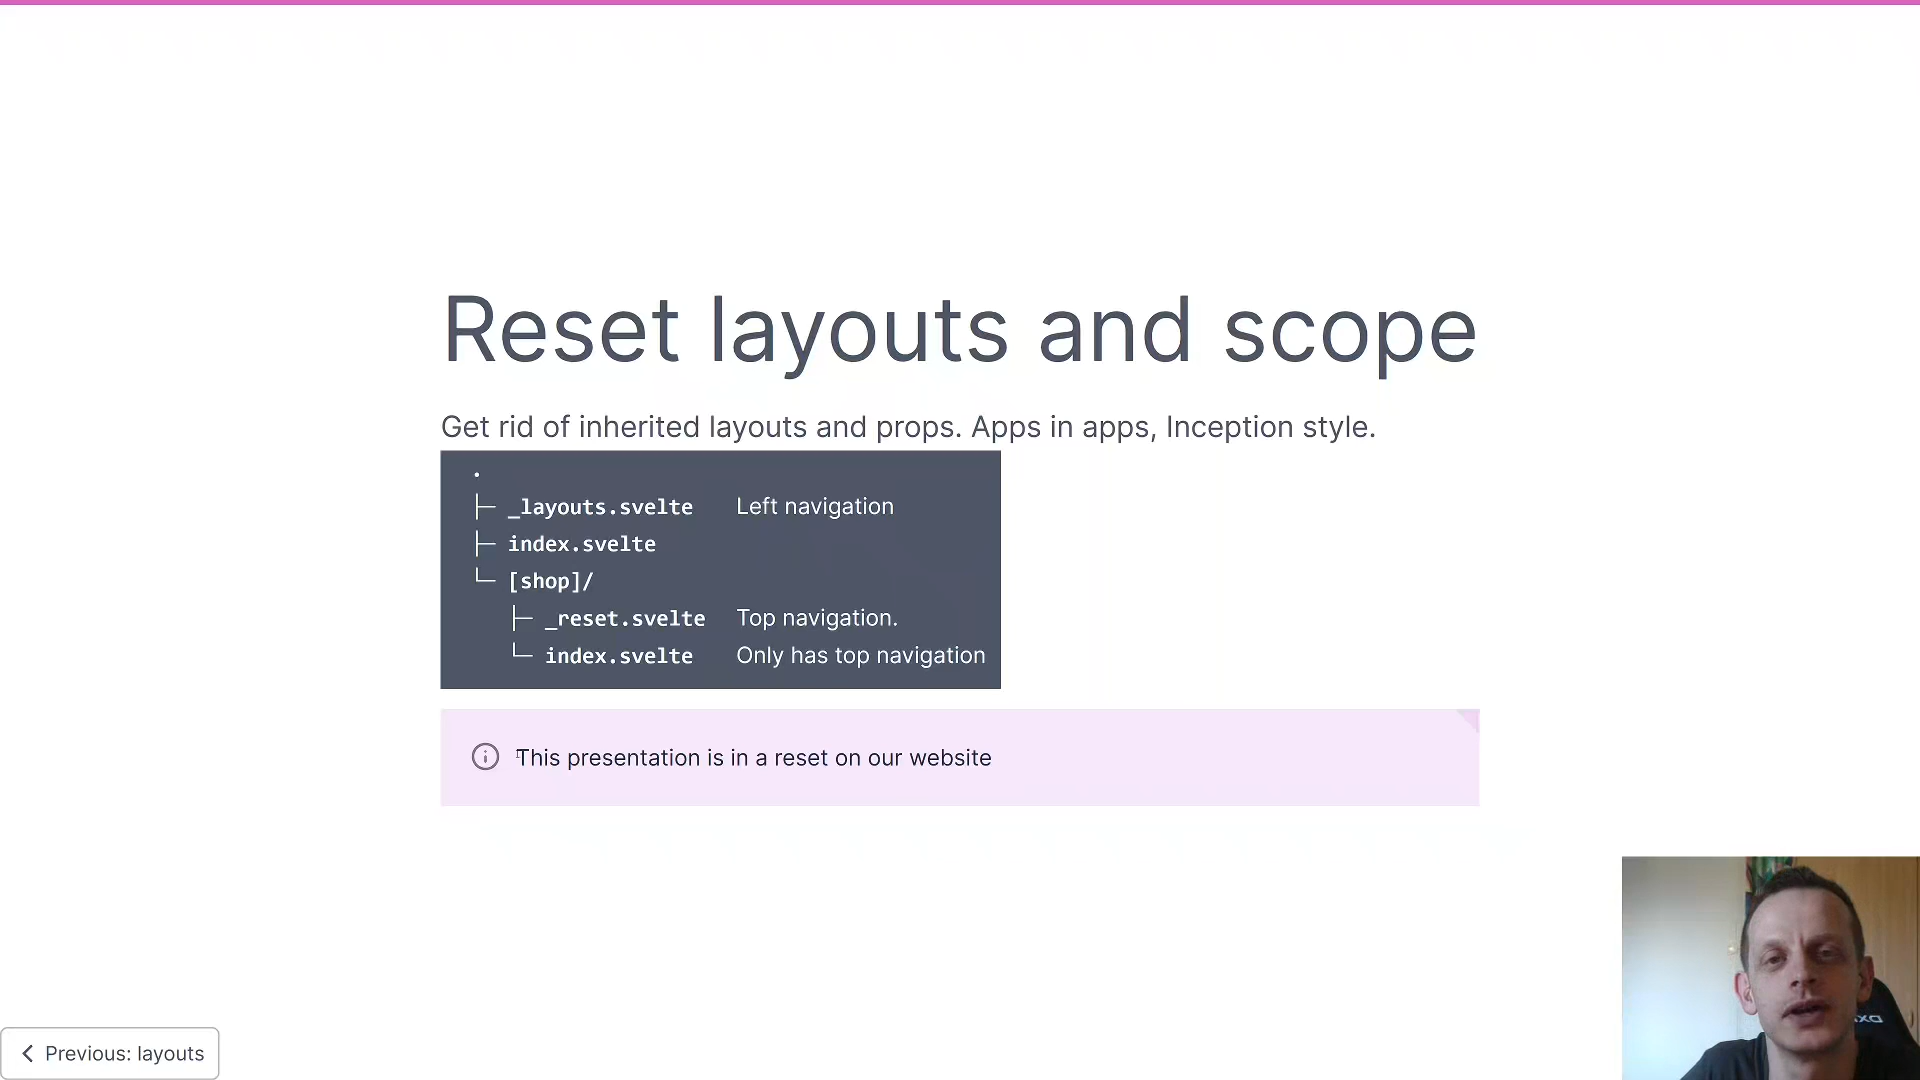 Reset layouts and scope
Get rid of inherited layouts and props. Apps in apps, Inception style.
.
├─ _layouts.svelte Left navigation
├─ index.svelte
└─ [shop]/
├─ _reset.svelte Top navigation.
└─ index.svelte Only has top navigation
This presentation is in a reset on our website
Previous: layouts